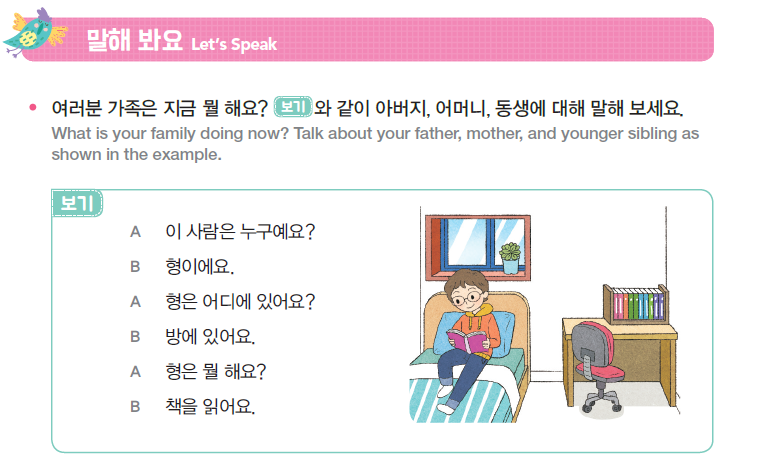 말해 봐요 Let's Speak
여러분 가족은 지금 뭘 해요? 보기 와 같이 아버지, 어머니, 동생에 대해 말해 보세요.
What is your family doing now? Talk about your father, mother, and younger sibling as
shown in the example.
보기
A 이 사람은 누구예요?
B 형이에요.
A 형은 어디에 있어요?
B 방에 있어요.
A 형은 뭘 해요?
B 책을 읽어요.